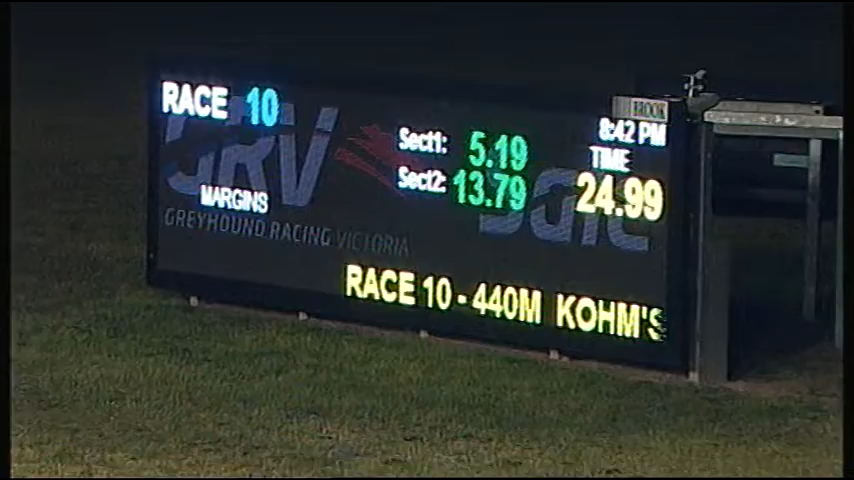 RACE 10
BROOK
8:42 PM
Sect1: 5.19
TIME
Sect2: 13.79
24.99
MARGINS
GRV
GREYHOUND RACING VICTORIA
RACE 10 - 440M KOHM'S